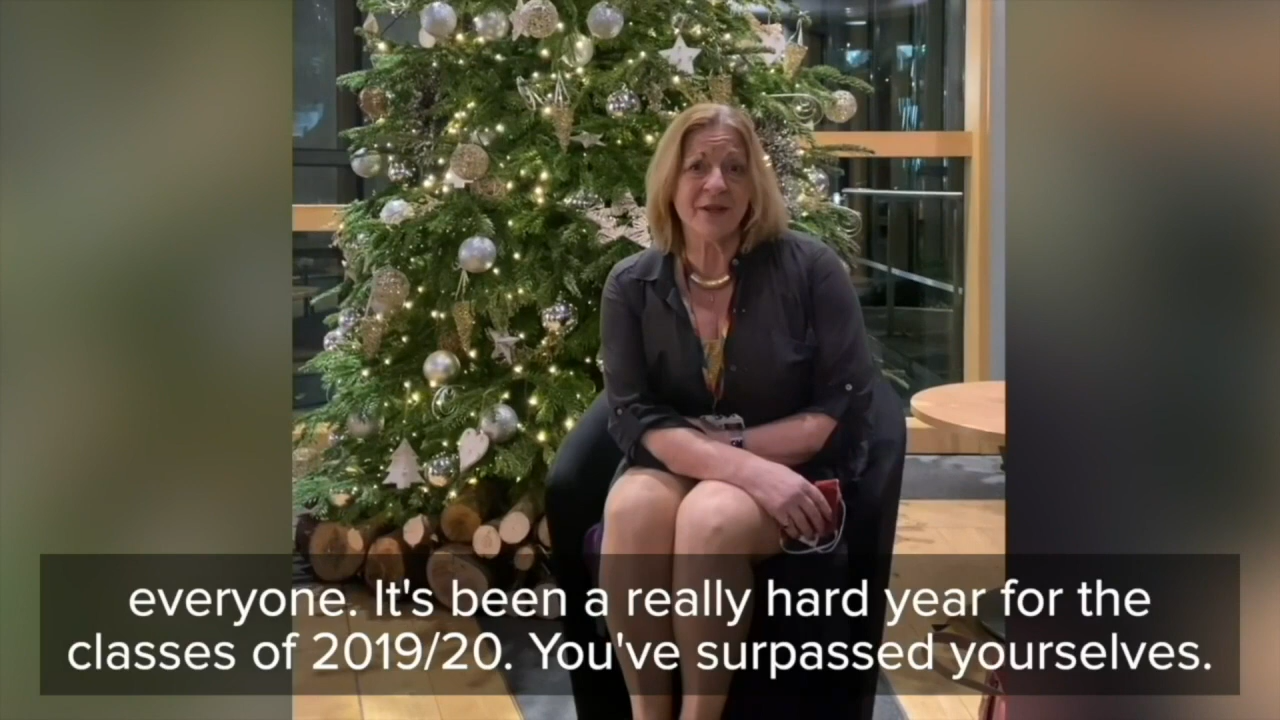 everyone. It's been a really hard year for the
classes of 2019/20. You've surpassed yourselves.